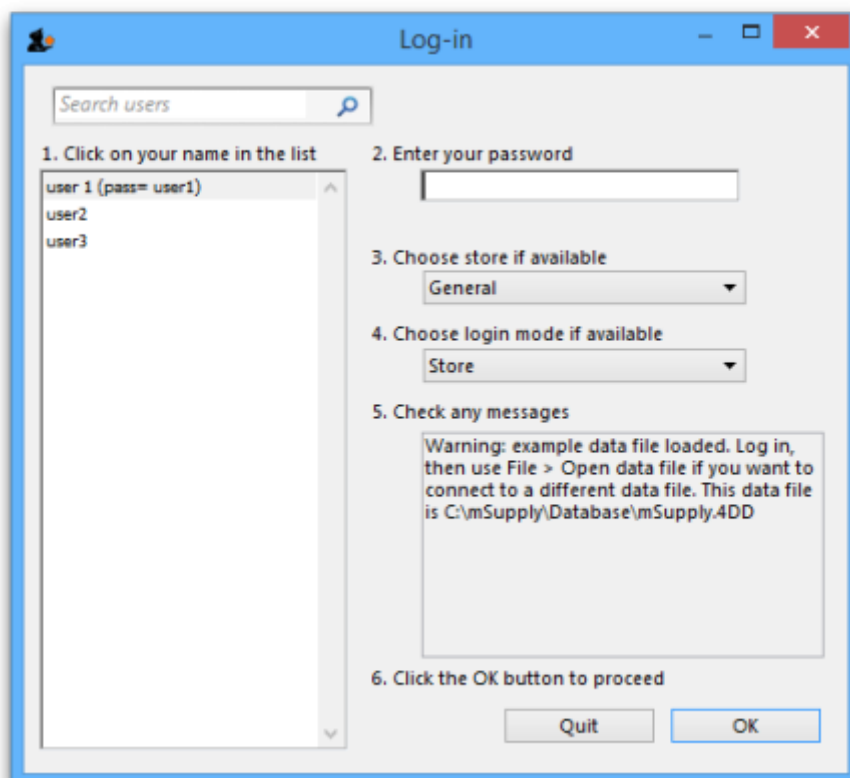 Log-in
Search users
1. Click on your name in the list
user 1 (pass= user1)
user2
user3
2. Enter your password
3. Choose store if available
General
4. Choose login mode if available
Store
5. Check any messages
Warning: example data file loaded. Log in,
then use File > Open data file if you want to
connect to a different data file. This data file
is C:\mSupply\Database\mSupply.4DD
6. Click the OK button to proceed
Quit
OK